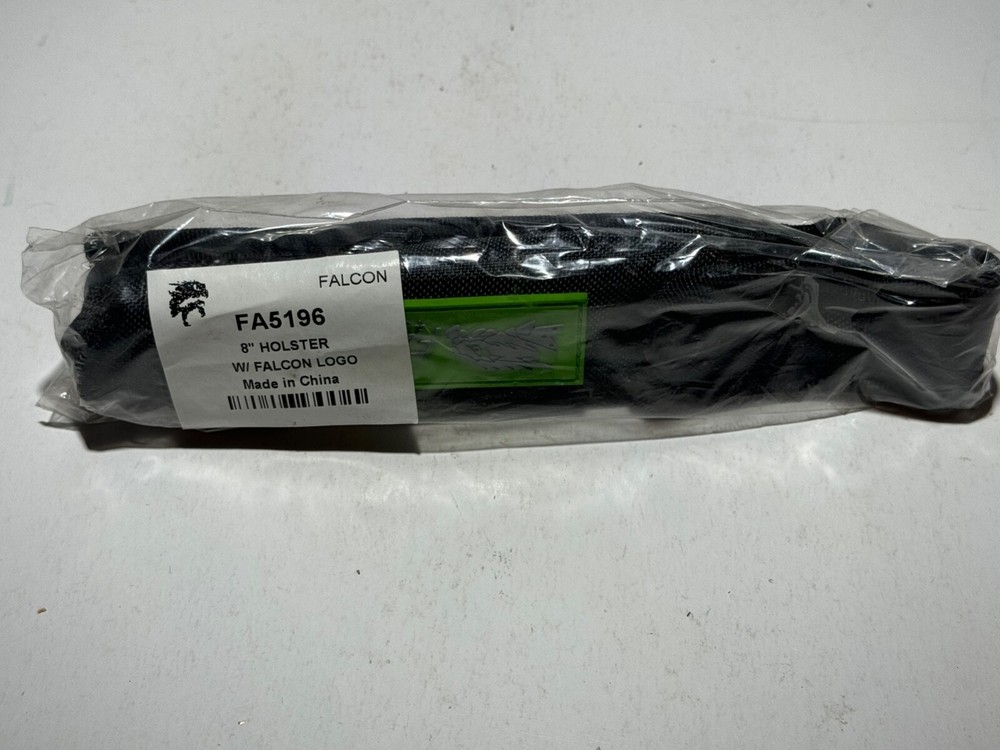 FALCON
FA5196
8" HOLSTER
W/ FALCON LOGO
Made in China